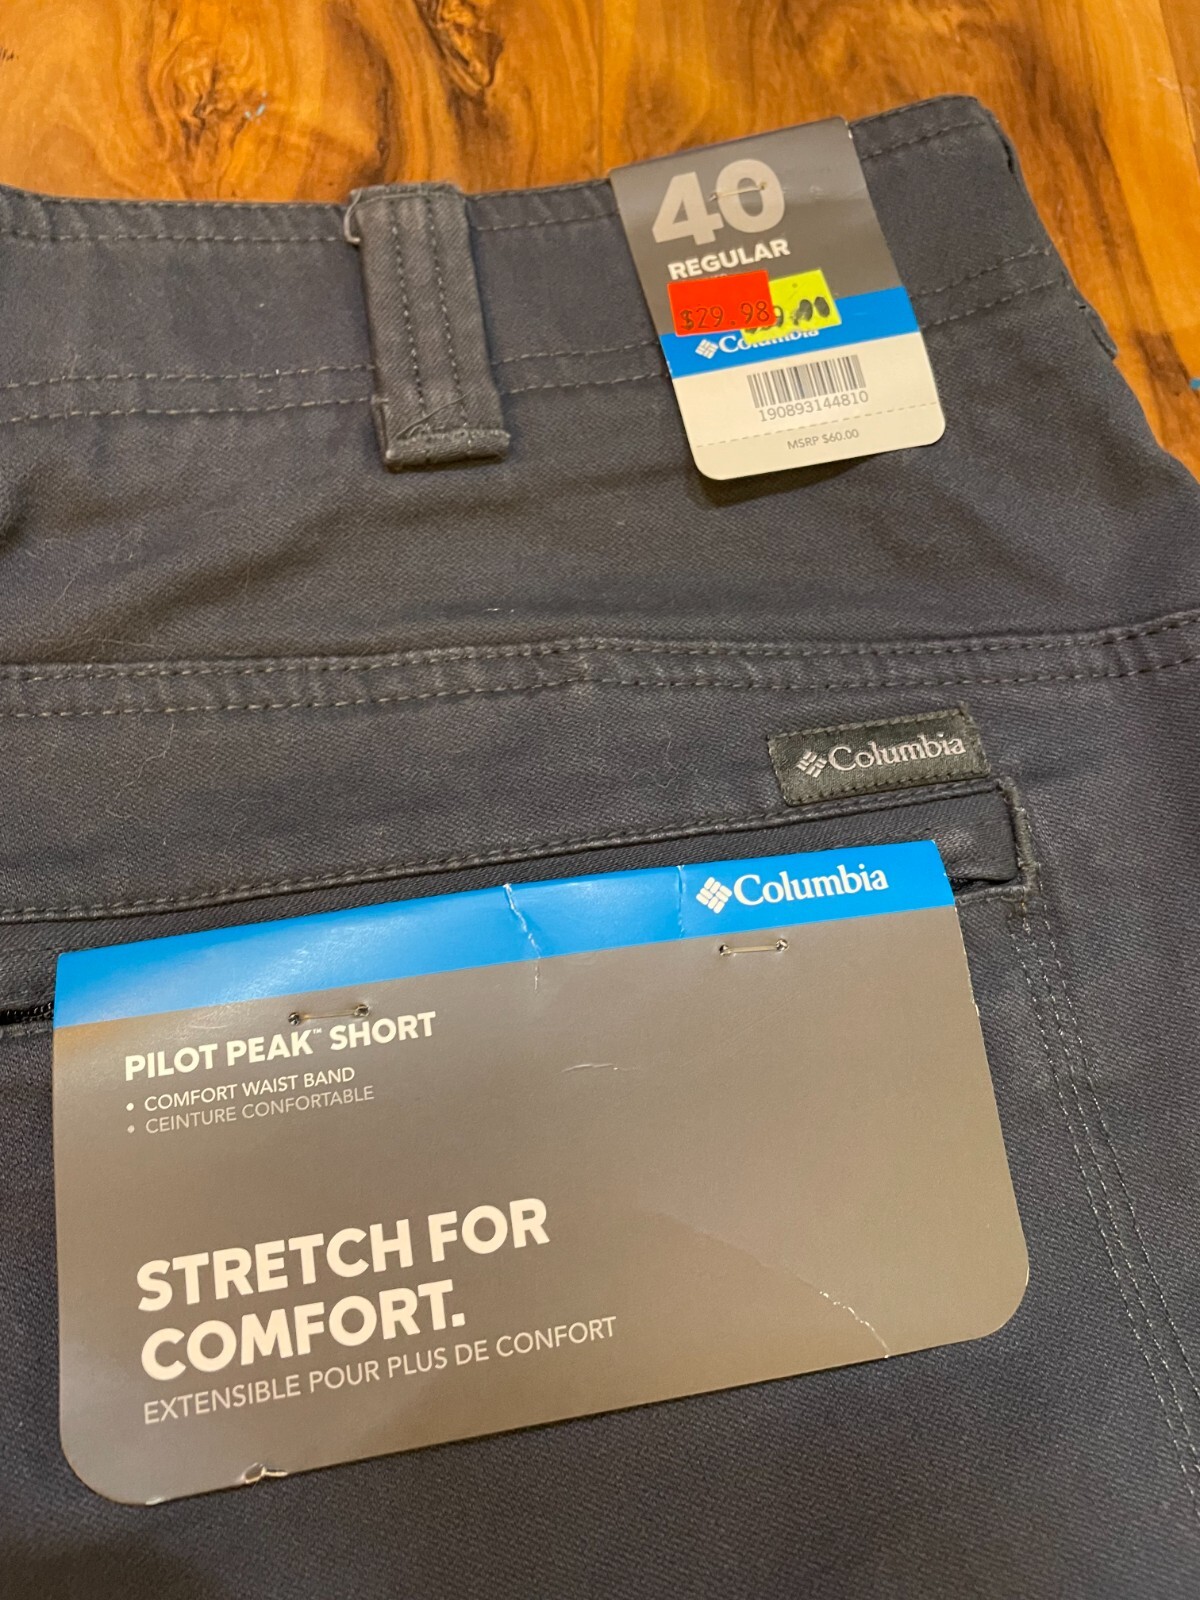 40
REGULAR
$29.98
Columbia
190893144810
MSRP $60.00
Columbia
Columbia
PILOT PEAK™ SHORT
• COMFORT WAIST BAND
• CEINTURE CONFORTABLE
STRETCH FOR
COMFORT.
EXTENSIBLE POUR PLUS DE CONFORT